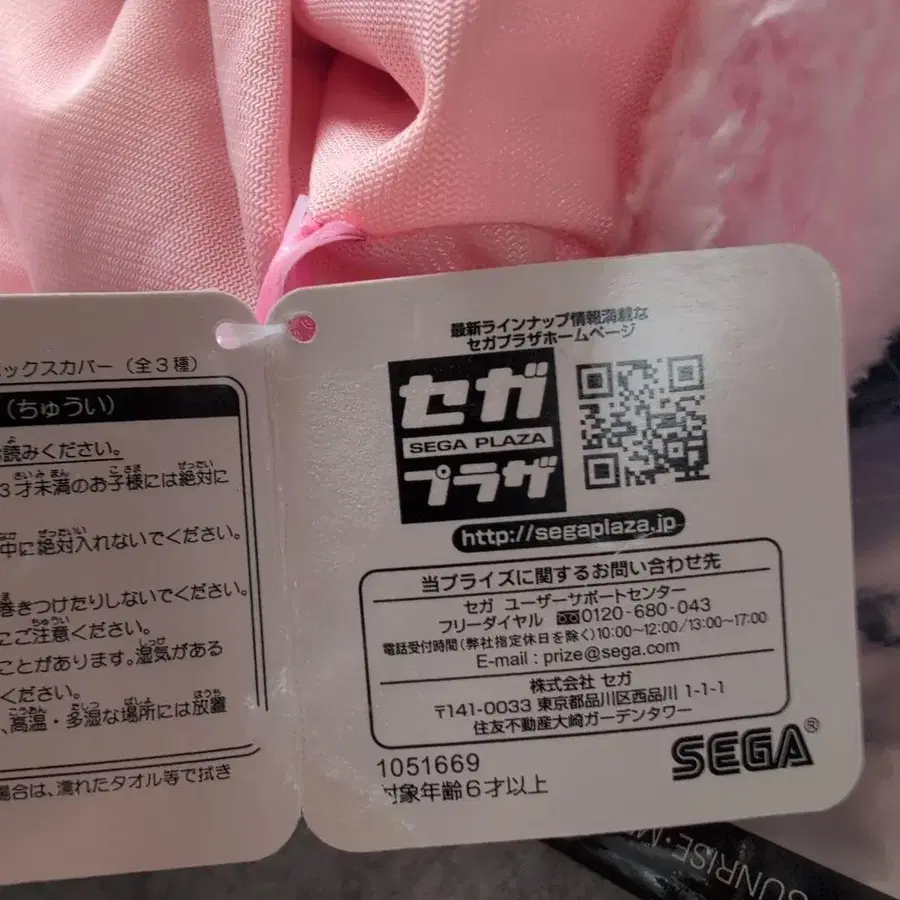 ックスカバー（全3種）
（ちゅうい）
読みください。
3才未満のお子様には絶対に
中に絶対入れないでください。
巻きつけたりしないでください。
にご注意ください。
ことがあります。湿気がある
ください。
、高温・多湿な場所には放置
場合は、濡れたタオル等で拭き
最新ラインナップ情報満載な
セガプラザホームページ
セガ
SEGA PLAZA
プラザ
http://segaplaza.jp
当プライズに関するお問い合わせ先
セガ ユーザーサポートセンター
フリーダイヤル 0120-680-043
電話受付時間(弊社指定休日を除く)10:00~12:00/13:00~17:00
E-mail : prize@sega.com
株式会社 セガ
〒141-0033 東京都品川区西品川 1-1-1
住友不動産大崎ガーデンタワー
1051669
対象年齢6才以上
SEGA®
SUNRISE・M